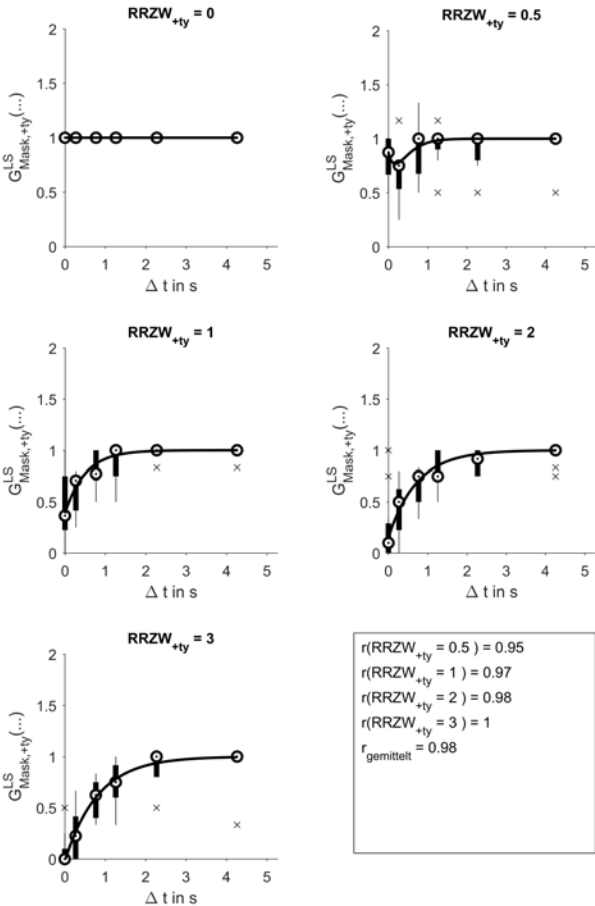 RRZW+ty = 0
2
1.5
1
0.5
0
G^LS_Mask,+ty(...)
0 1 2 3 4 5
Δ t in s
RRZW+ty = 0.5
2
1.5
1
0.5
0
G^LS_Mask,+ty(...)
0 1 2 3 4 5
Δ t in s
RRZW+ty = 1
2
1.5
1
0.5
0
G^LS_Mask,+ty(...)
0 1 2 3 4 5
Δ t in s
RRZW+ty = 2
2
1.5
1
0.5
0
G^LS_Mask,+ty(...)
0 1 2 3 4 5
Δ t in s
RRZW+ty = 3
2
1.5
1
0.5
0
G^LS_Mask,+ty(...)
0 1 2 3 4 5
Δ t in s
r(RRZW+ty = 0.5 ) = 0.95
r(RRZW+ty = 1 ) = 0.97
r(RRZW+ty = 2 ) = 0.98
r(RRZW+ty = 3 ) = 1
rgemittelt = 0.98